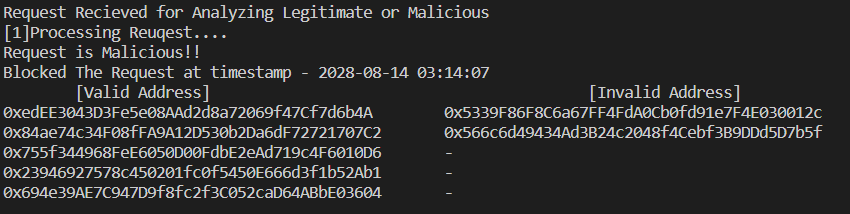 Request Recieved for Analyzing Legitimate or Malicious
[1]Processing Reuqest....
Request is Malicious!!
Blocked The Request at timestamp - 2028-08-14 03:14:07
[Valid Address] [Invalid Address]
0xedEE3043D3Fe5e08AAd2d8a72069f47Cf7d6b4A 0x5339F86F8C6a67FF4FdA0Cb0fd91e7F4E030012c
0x84ae74c34F08fFA9A12D530b2Da6dF72721707C2 0x566c6d49434Ad3B24c2048f4Cebf3B9DDd5D7b5f
0x755f344968FeE6050D00FdbE2eAd719c4F6010D6 -
0x23946927578c450201fc0f5450E666d3f1b52Ab1 -
0x694e39AE7C947D9f8fc2f3C052caD64ABbE03604 -